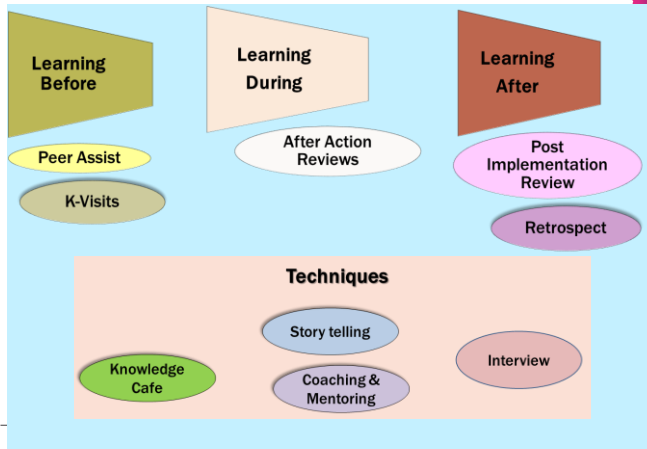 Learning
Before
Learning
During
Learning
After
Peer Assist
K-Visits
After Action
Reviews
Post
Implementation
Review
Retrospect
Techniques
Story telling
Knowledge
Cafe
Coaching &
Mentoring
Interview